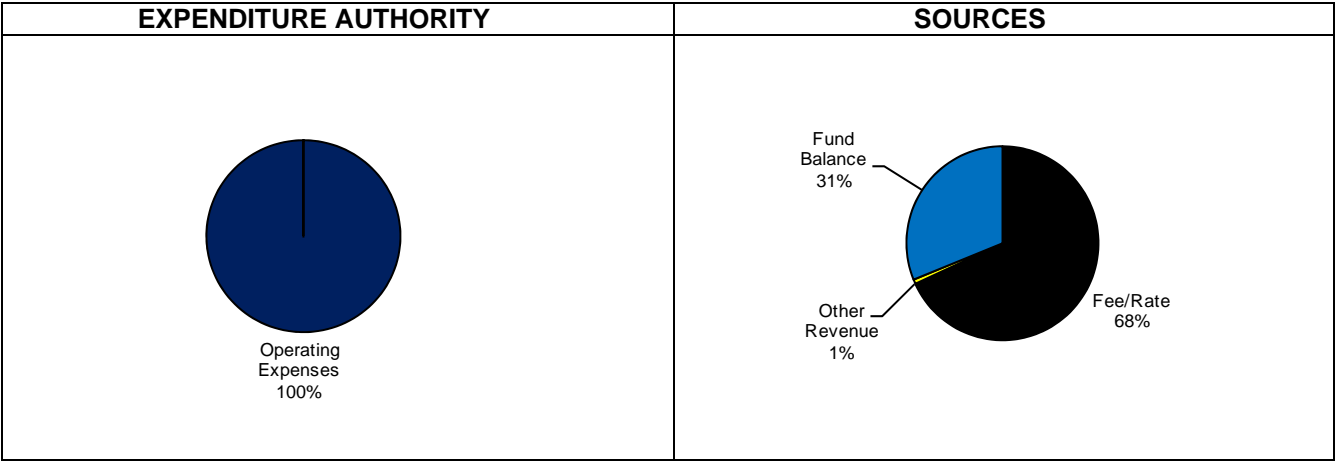 EXPENDITURE AUTHORITY
SOURCES
Operating
Expenses
100%
Fund
Balance
31%
Other
Revenue
1%
Fee/Rate
68%